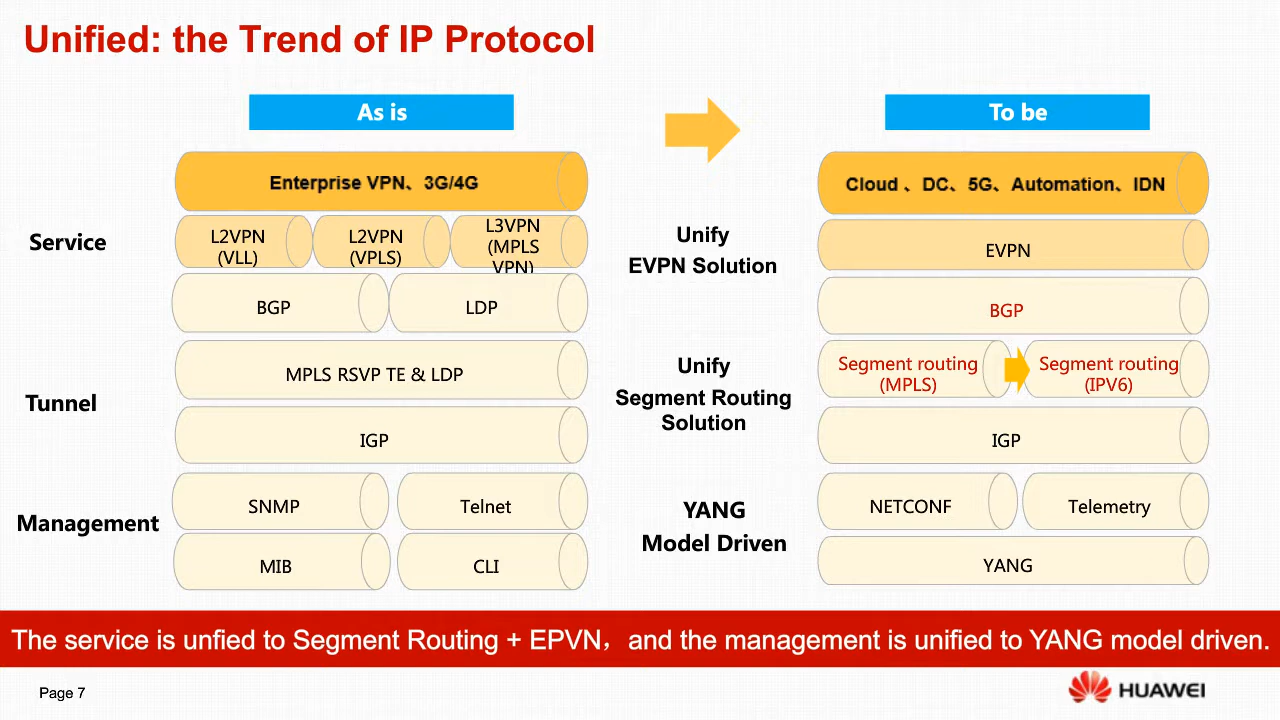 Unified: the Trend of IP Protocol
As is
To be
Enterprise VPN、3G/4G
Cloud 、DC、5G、Automation、IDN
Service
L2VPN
(VLL)
L2VPN
(VPLS)
L3VPN
(MPLS
VPN)
Unify
EVPN Solution
EVPN
BGP
LDP
BGP
Tunnel
MPLS RSVP TE & LDP
IGP
Unify
Segment Routing
Solution
Segment routing
(MPLS)
Segment routing
(IPV6)
IGP
Management
SNMP
Telnet
MIB
CLI
YANG
Model Driven
NETCONF
Telemetry
YANG
The service is unfied to Segment Routing + EPVN，and the management is unified to YANG model driven.
Page 7
HUAWEI